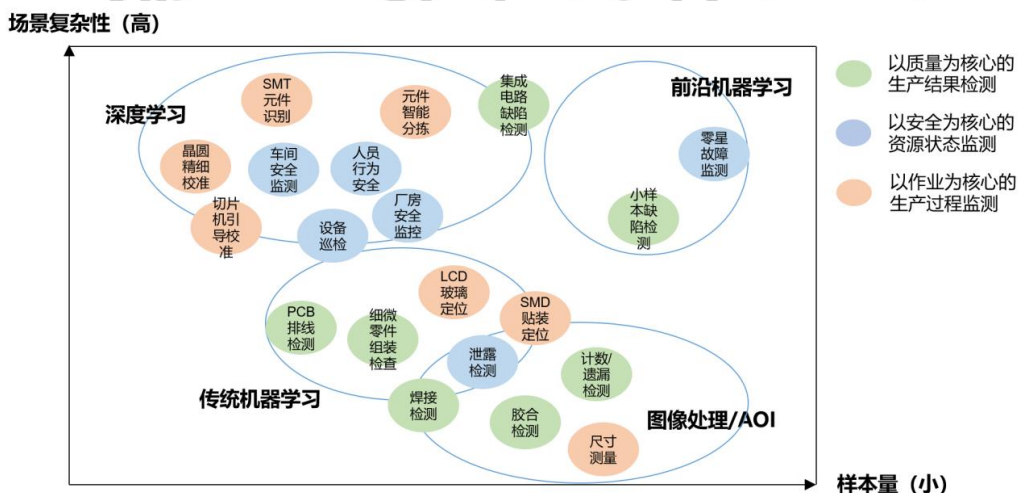 场景复杂性（高）
SMT
元件
识别
元件
智能
分拣
集成
电路
缺陷
检测
前沿机器学习
以质量为核心的
生产结果检测
深度学习
晶圆
精细
校准
车间
安全
监测
人员
行为
安全
零星
故障
监测
以安全为核心的
资源状态监测
切片
机引
导校
准
设备
巡检
厂房
安全
监控
小样
本缺
陷检
测
以作业为核心的
生产过程监测
LCD
玻璃
定位
PCB
排线
检测
细微
零件
组装
检查
SMD
贴装
定位
泄露
检测
计数/
遗漏
检测
传统机器学习
焊接
检测
胶合
检测
图像处理/AOI
尺寸
测量
样本量（小）